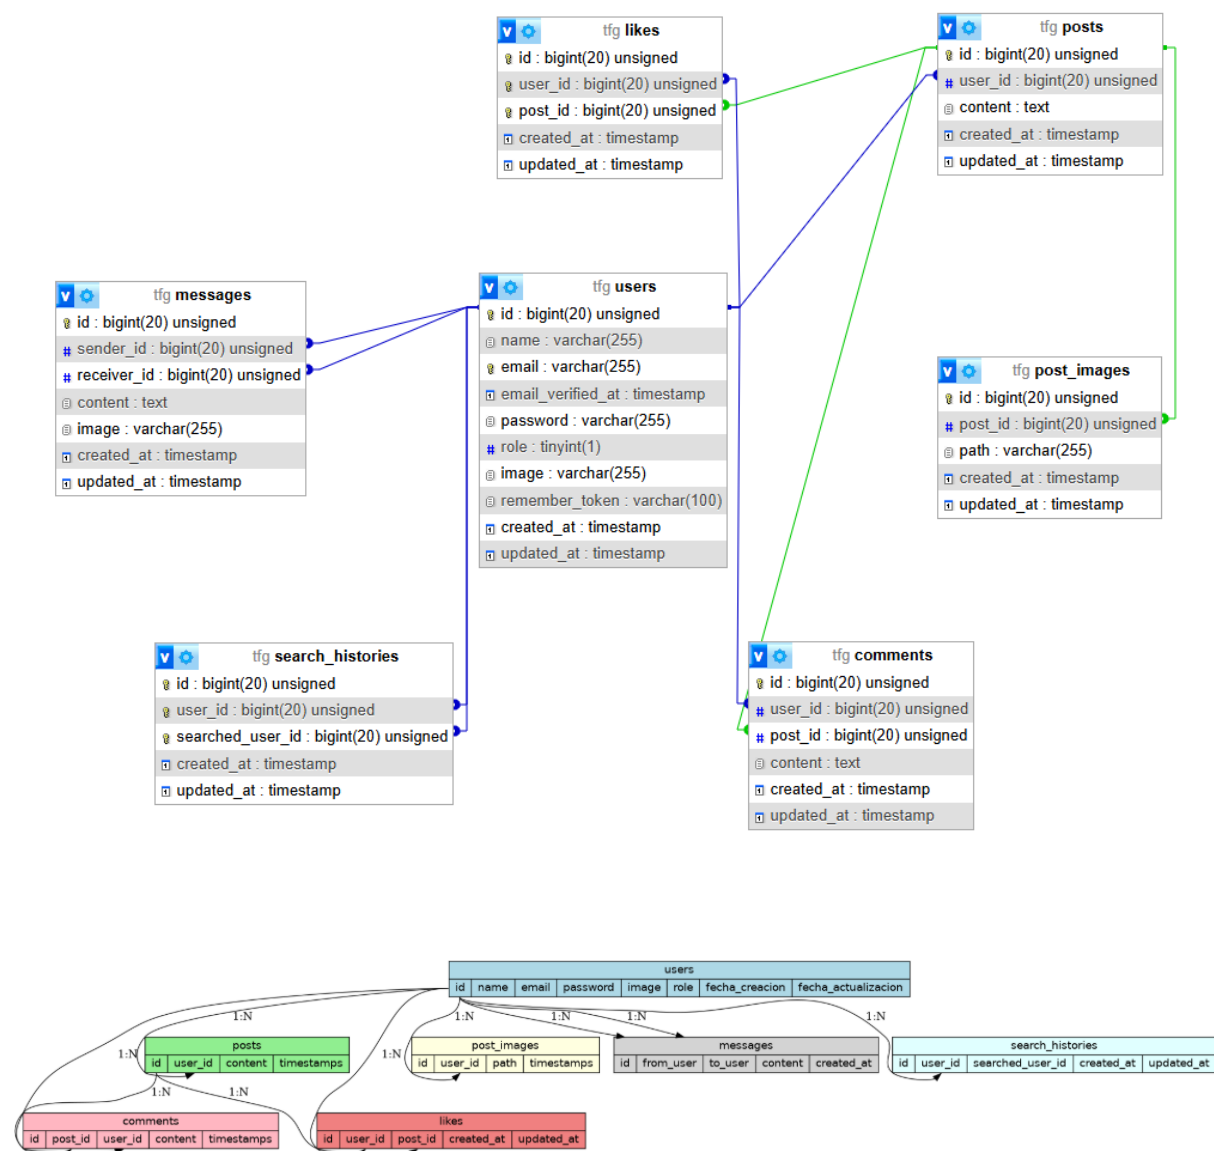 tfg likes
id : bigint(20) unsigned
user_id : bigint(20) unsigned
post_id : bigint(20) unsigned
created_at : timestamp
updated_at : timestamp
tfg posts
id : bigint(20) unsigned
user_id : bigint(20) unsigned
content : text
created_at : timestamp
updated_at : timestamp
tfg messages
id : bigint(20) unsigned
sender_id : bigint(20) unsigned
receiver_id : bigint(20) unsigned
content : text
image : varchar(255)
created_at : timestamp
updated_at : timestamp
tfg users
id : bigint(20) unsigned
name : varchar(255)
email : varchar(255)
email_verified_at : timestamp
password : varchar(255)
role : tinyint(1)
image : varchar(255)
remember_token : varchar(100)
created_at : timestamp
updated_at : timestamp
tfg post_images
id : bigint(20) unsigned
post_id : bigint(20) unsigned
path : varchar(255)
created_at : timestamp
updated_at : timestamp
tfg search_histories
id : bigint(20) unsigned
user_id : bigint(20) unsigned
searched_user_id : bigint(20) unsigned
created_at : timestamp
updated_at : timestamp
tfg comments
id : bigint(20) unsigned
user_id : bigint(20) unsigned
post_id : bigint(20) unsigned
content : text
created_at : timestamp
updated_at : timestamp
users
id name email password image role fecha_creacion fecha_actualizacion
1:N 1:N 1:N 1:N 1:N
posts
id user_id content timestamps
post_images
id user_id path timestamps
messages
id from_user to_user content created_at
search_histories
id user_id searched_user_id created_at updated_at
1:N 1:N
1:N 1:N
comments
id post_id user_id content timestamps
likes
id user_id post_id created_at updated_at